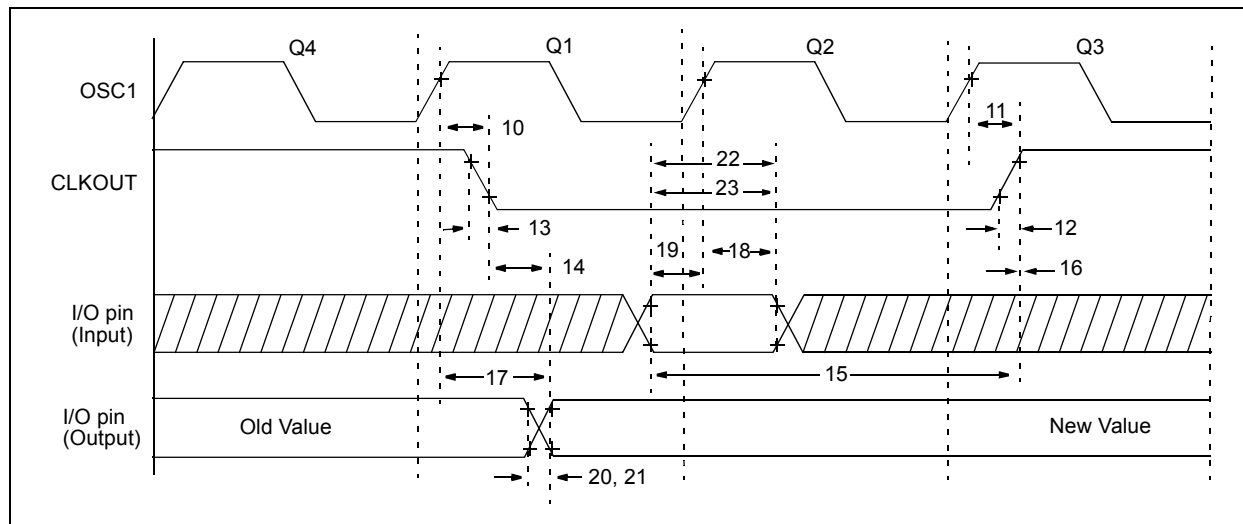 Q4
Q1
Q2
Q3
OSC1
10
11
22
CLKOUT
23
13
12
19
18
14
16
I/O pin
(Input)
17
15
I/O pin
(Output)
Old Value
New Value
20, 21